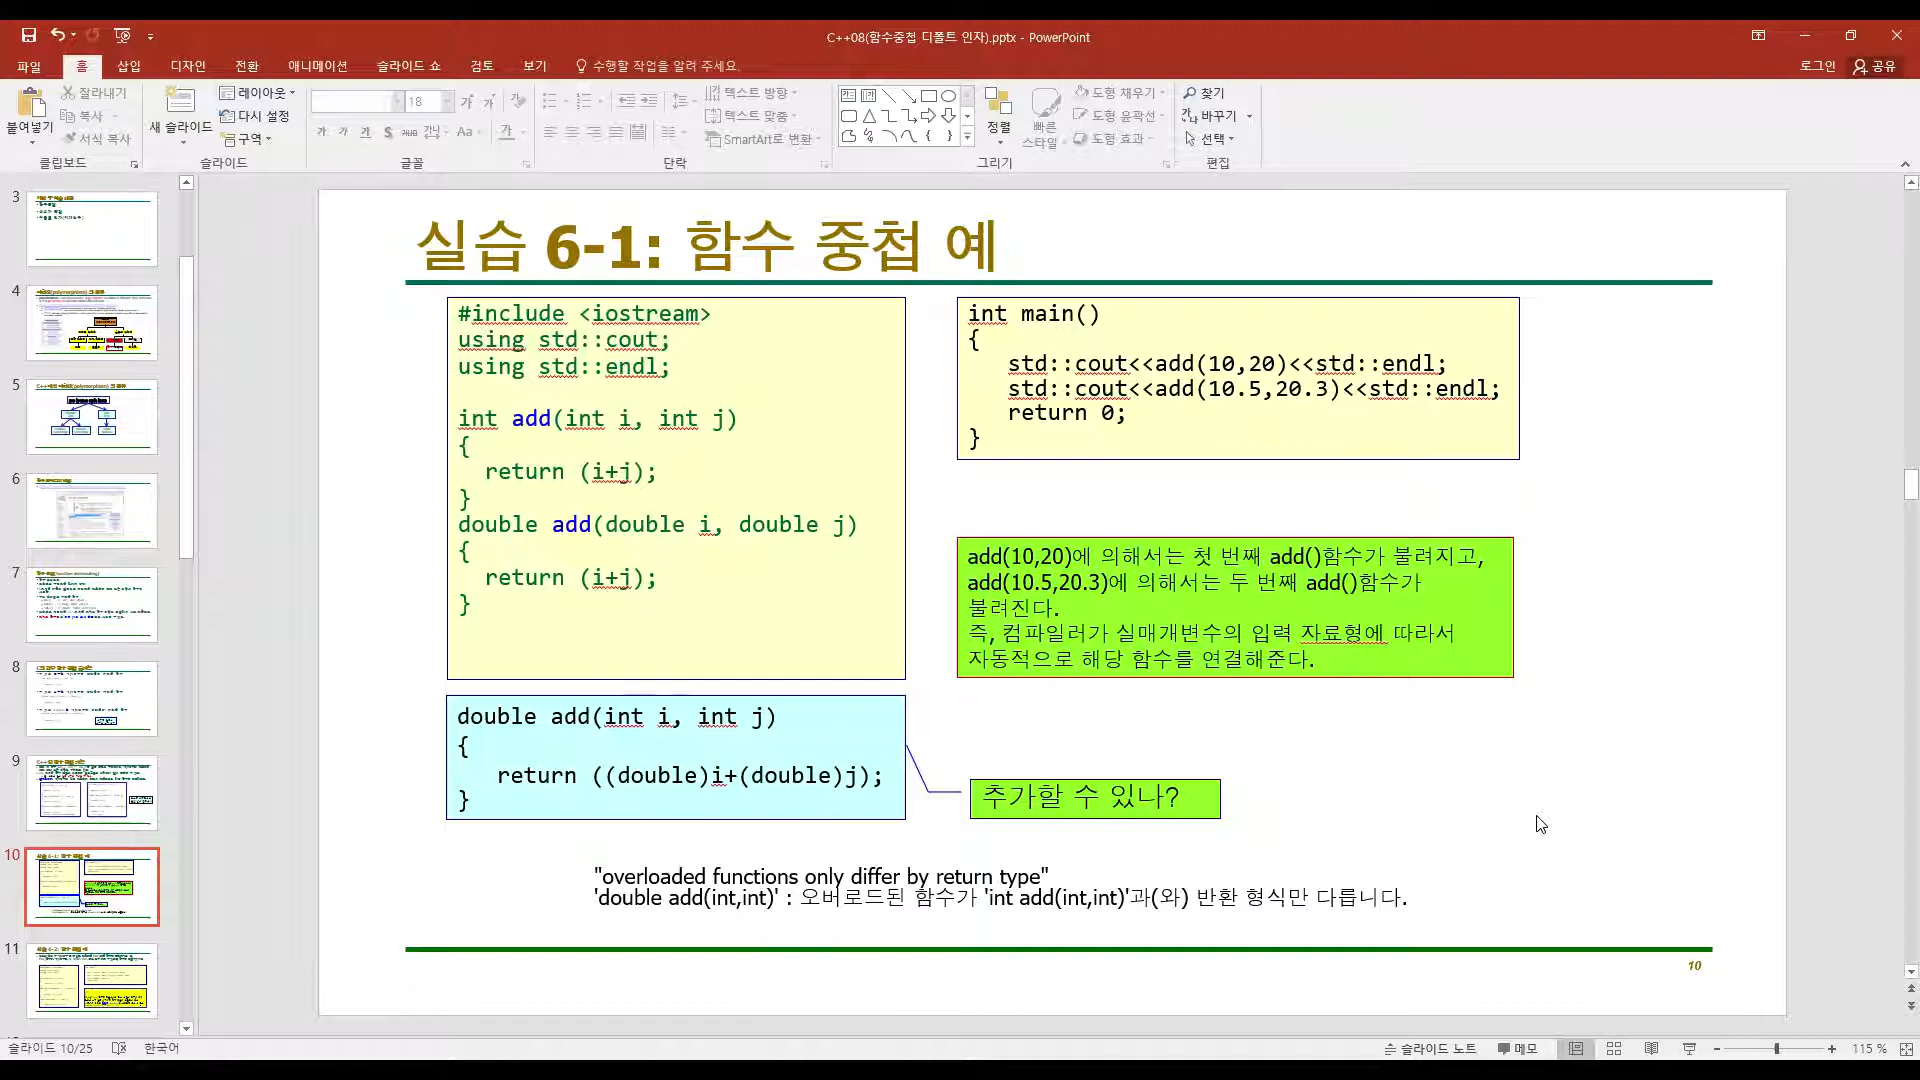 C++08(함수중첩 디폴트 인자).pptx - PowerPoint
파일 홈 삽입 디자인 전환 애니메이션 슬라이드 쇼 검토 보기 수행할 작업을 알려 주세요. 로그인 공유
붙여넣기 잘라내기 복사 서식 복사
클립보드
새 슬라이드 레이아웃 다시 설정 구역
슬라이드
18
글꼴
텍스트 방향 텍스트 맞춤 SmartArt로 변환
단락
정렬 빠른 스타일 도형 채우기 도형 윤곽선 도형 효과
그리기
찾기 바꾸기 선택
편집
3
4
5
6
7
8
9
10
11
실습 6-1: 함수 중첩 예
#include <iostream>
using std::cout;
using std::endl;
int add(int i, int j)
{
return (i+j);
}
double add(double i, double j)
{
return (i+j);
}
int main()
{
std::cout<<add(10,20)<<std::endl;
std::cout<<add(10.5,20.3)<<std::endl;
return 0;
}
add(10,20)에 의해서는 첫 번째 add()함수가 불려지고,
add(10.5,20.3)에 의해서는 두 번째 add()함수가
불려진다.
즉, 컴파일러가 실매개변수의 입력 자료형에 따라서
자동적으로 해당 함수를 연결해준다.
double add(int i, int j)
{
return ((double)i+(double)j);
}
추가할 수 있나?
"overloaded functions only differ by return type"
'double add(int,int)' : 오버로드된 함수가 'int add(int,int)'과(와) 반환 형식만 다릅니다.
10
슬라이드 10/25 한국어 슬라이드 노트 메모 115 %